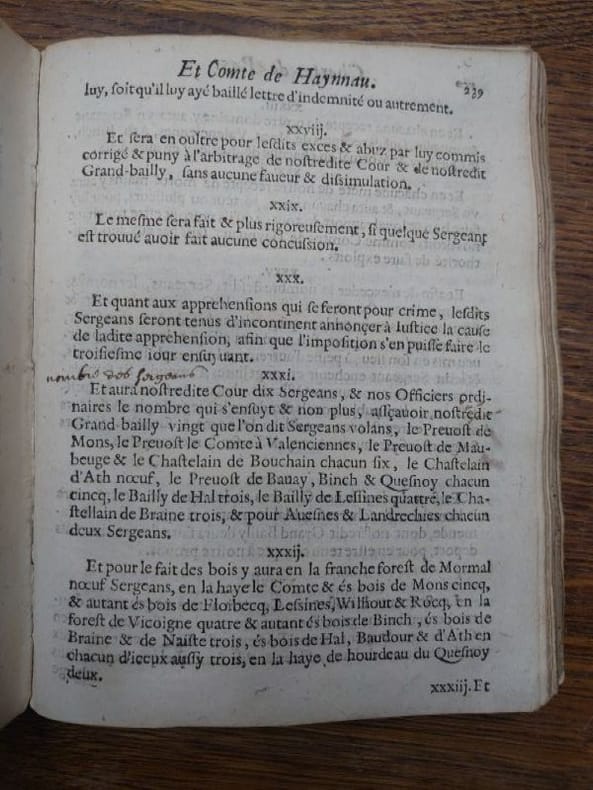 Et Comte de Haynnau.
239
luy, soit qu'il luy ayé baillé lettre d'indemnité ou autrement.
xxviij.
Et sera en oultre pour lesdits exces & abuz par luy commis
corrigé & puny à l'arbitrage de nostredite Cour & de nostredit
Grand-bailly, sans aucune faueur & dissimulation.
xxix.
Le mesme sera fait & plus rigoreusement, si quelque Sergeant
est trouué auoir fait aucune concussion.
xxx.
Et quant aux apprehensions qui se feront pour crime, lesdits
Sergeans seront tenus d'incontinent annonçer à Iustice la cause
de ladite apprehension, afin que l'imposition s'en puisse faire le
troisiesme iour ensuyuant.
nombre des sergeans
xxxi.
Et aura nostredite Cour dix Sergeans, & nos Officiers ordi-
naires le nombre qui s'ensuyt & non plus, assçauoir nostredit
Grand-bailly vingt que l'on dit Sergeans volans, le Preuost de
Mons, le Preuost le Comte à Valenciennes, le Preuost de Mau-
beuge & le Chastelain de Bouchain chacun six, le Chastelain
d'Ath nœuf, le Preuost de Bauay, Binch & Quesnoy chacun
cincq, le Bailly de Hal trois, le Bailly de Lessines quattre, le Cha-
stellain de Braine trois, & pour Auesnes & Landrechies chacun
deux Sergeans.
xxxij.
Et pour le fait des bois y aura en la franche forest de Mormal
nœuf Sergeans, en la haye le Comte & és bois de Mons cincq,
& autant és bois de Flobecq, Lessines, Wilhout & Rocq, en la
forest de Vicoigne quatre & autant és bois de Binch, és bois de
Braine & de Naiste trois, és bois de Hal, Baudour & d'Ath en
chacun d'iceux aussy trois, en la haye de hourdeau du Quesnoy
deux.
xxxiij. Et